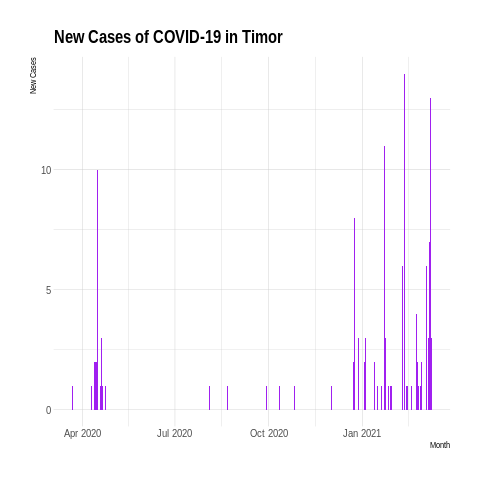 New Cases of COVID-19 in Timor
New Cases
10
5
0
Apr 2020 Jul 2020 Oct 2020 Jan 2021
Month